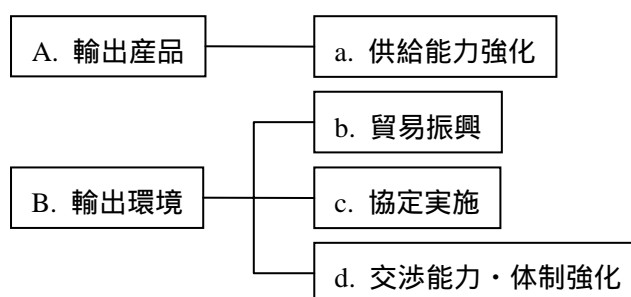 A. 輸出産品
a. 供給能力強化
b. 貿易振興
B. 輸出環境
c. 協定実施
d. 交渉能力・体制強化